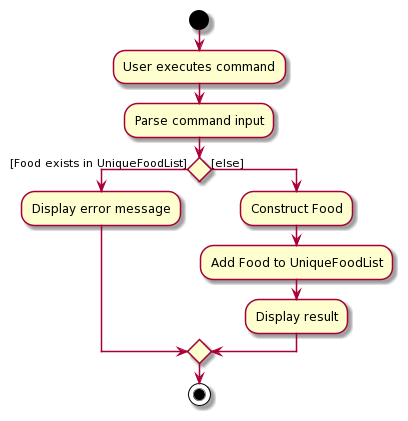 User executes command
Parse command input
[Food exists in UniqueFoodList]
[else]
Display error message
Construct Food
Add Food to UniqueFoodList
Display result